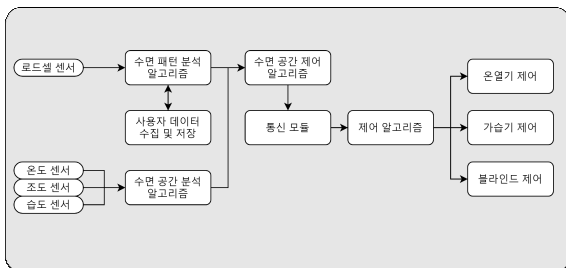 로드셀 센서
수면 패턴 분석
알고리즘
수면 공간 제어
알고리즘
온열기 제어
사용자 데이터
수집 및 저장
통신 모듈
제어 알고리즘
가습기 제어
온도 센서
조도 센서
습도 센서
수면 공간 분석
알고리즘
블라인드 제어